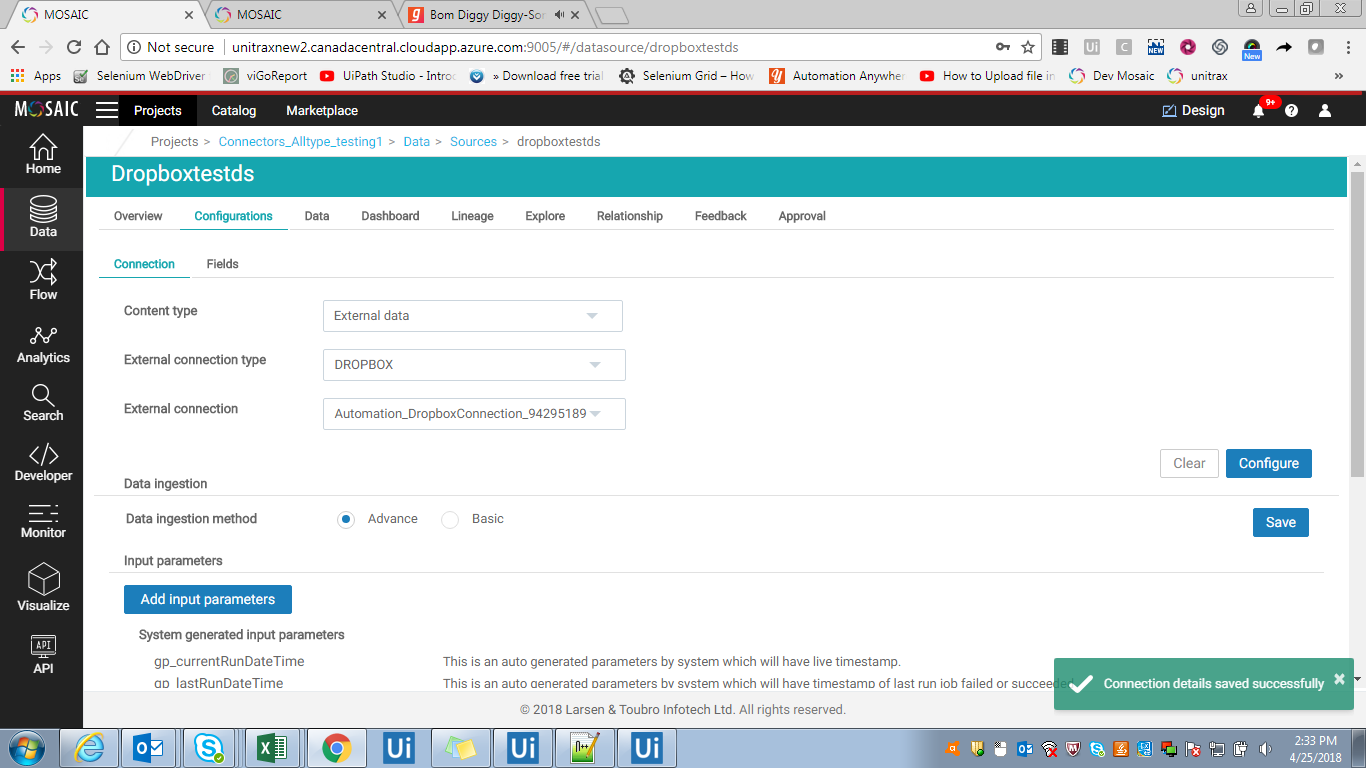 MOSAIC
MOSAIC
Bom Diggy Diggy-Son
Not secure
unitraxnew2.canadacentral.cloudapp.azure.com:9005/#/datasource/dropboxtestds
New
Apps
Selenium WebDriver
viGoReport
UiPath Studio - Introd
» Download free trial
Selenium Grid – How
Automation Anywher
How to Upload file in
Dev Mosaic
unitrax
»
MOSAIC
Projects
Catalog
Marketplace
Design
9+
Projects > Connectors_Alltype_testing1 > Data > Sources > dropboxtestds
Home
Data
Flow
Analytics
Search
Developer
Monitor
Visualize
API
API
Dropboxtestds
Overview
Configurations
Data
Dashboard
Lineage
Explore
Relationship
Feedback
Approval
Connection
Fields
Content type
External data
External connection type
DROPBOX
External connection
Automation_DropboxConnection_94295189
Clear
Configure
Data ingestion
Data ingestion method
Advance
Basic
Save
Input parameters
Add input parameters
System generated input parameters
gp_currentRunDateTime
This is an auto generated parameters by system which will have live timestamp.
gp_lastRunDateTime
This is an auto generated parameters by system which will have timestamp of last run job failed or succeeded
Connection details saved successfully
© 2018 Larsen & Toubro Infotech Ltd. All rights reserved.
2:33 PM
4/25/2018